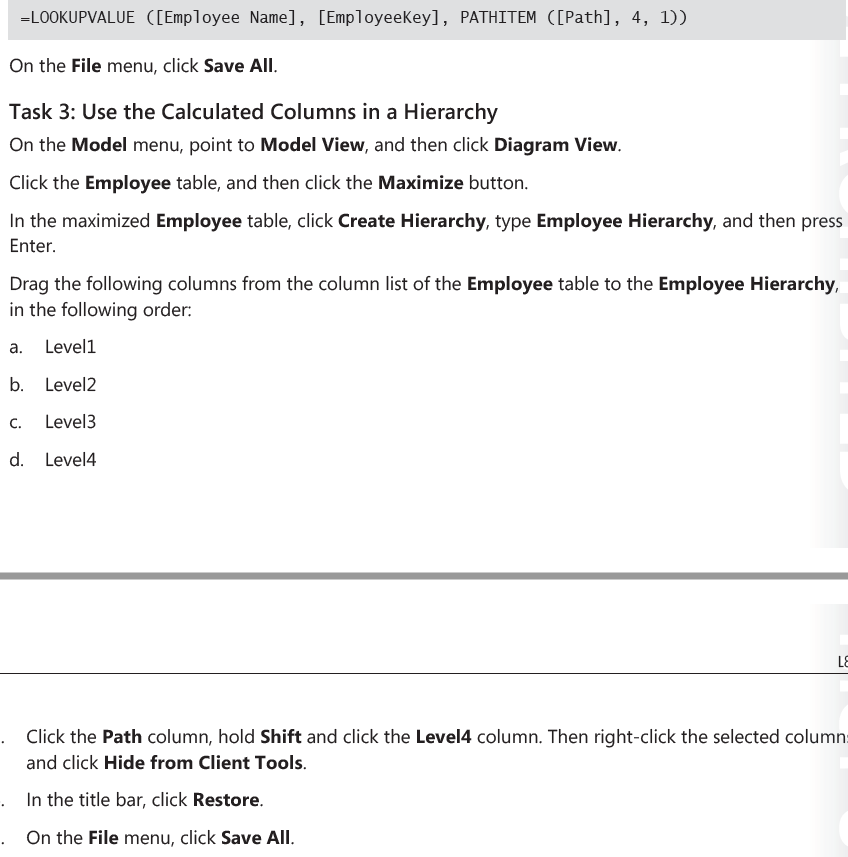 =LOOKUPVALUE ([Employee Name], [EmployeeKey], PATHITEM ([Path], 4, 1))
On the File menu, click Save All.
Task 3: Use the Calculated Columns in a Hierarchy
On the Model menu, point to Model View, and then click Diagram View.
Click the Employee table, and then click the Maximize button.
In the maximized Employee table, click Create Hierarchy, type Employee Hierarchy, and then press
Enter.
Drag the following columns from the column list of the Employee table to the Employee Hierarchy,
in the following order:
a. Level1
b. Level2
c. Level3
d. Level4
L8
. Click the Path column, hold Shift and click the Level4 column. Then right-click the selected columns
and click Hide from Client Tools.
. In the title bar, click Restore.
. On the File menu, click Save All.